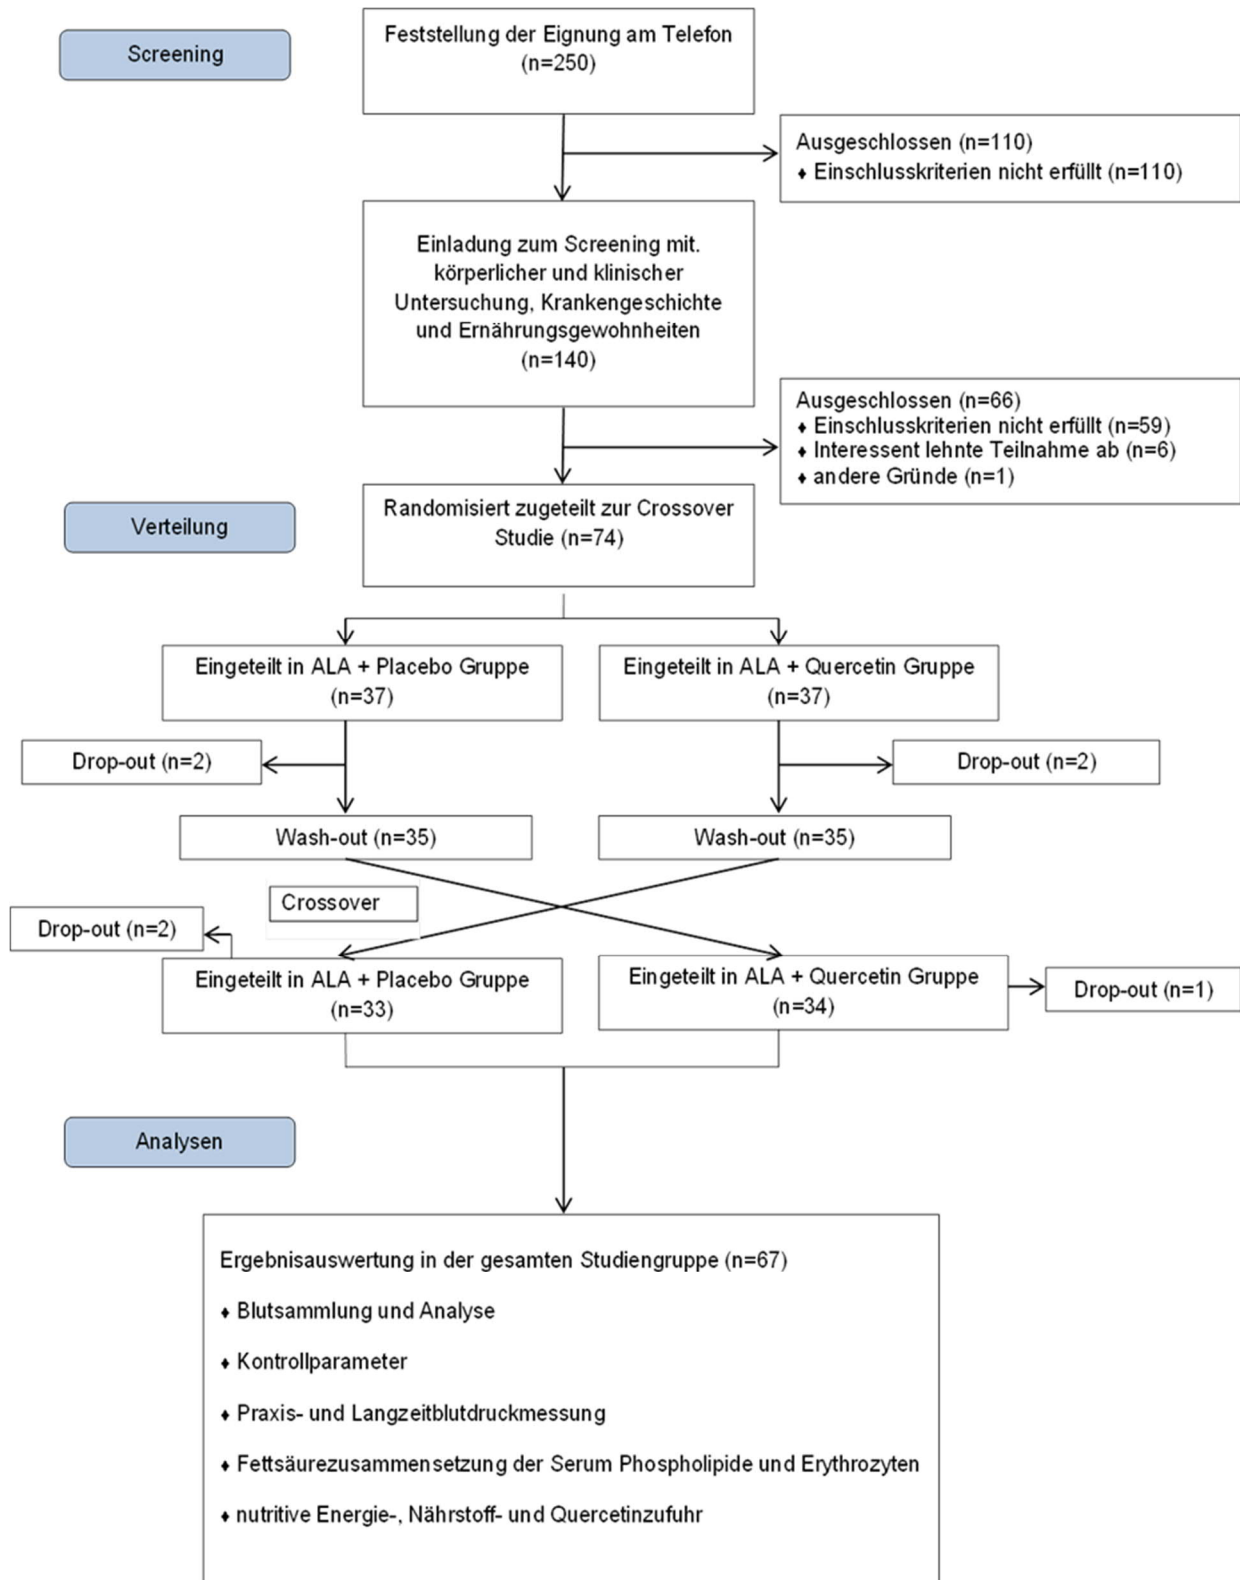 Screening
Feststellung der Eignung am Telefon
(n=250)
Ausgeschlossen (n=110)
♦ Einschlusskriterien nicht erfüllt (n=110)
Einladung zum Screening mit.
körperlicher und klinischer
Untersuchung, Krankengeschichte
und Ernährungsgewohnheiten
(n=140)
Ausgeschlossen (n=66)
♦ Einschlusskriterien nicht erfüllt (n=59)
♦ Interessent lehnte Teilnahme ab (n=6)
♦ andere Gründe (n=1)
Verteilung
Randomisiert zugeteilt zur Crossover
Studie (n=74)
Eingeteilt in ALA + Placebo Gruppe
(n=37)
Eingeteilt in ALA + Quercetin Gruppe
(n=37)
Drop-out (n=2)
Drop-out (n=2)
Wash-out (n=35)
Wash-out (n=35)
Crossover
Drop-out (n=2)
Eingeteilt in ALA + Placebo Gruppe
(n=33)
Eingeteilt in ALA + Quercetin Gruppe
(n=34)
Drop-out (n=1)
Analysen
Ergebnisauswertung in der gesamten Studiengruppe (n=67)
♦ Blutsammlung und Analyse
♦ Kontrollparameter
♦ Praxis- und Langzeitblutdruckmessung
♦ Fettsäurezusammensetzung der Serum Phospholipide und Erythrozyten
♦ nutritive Energie-, Nährstoff- und Quercetinzufuhr